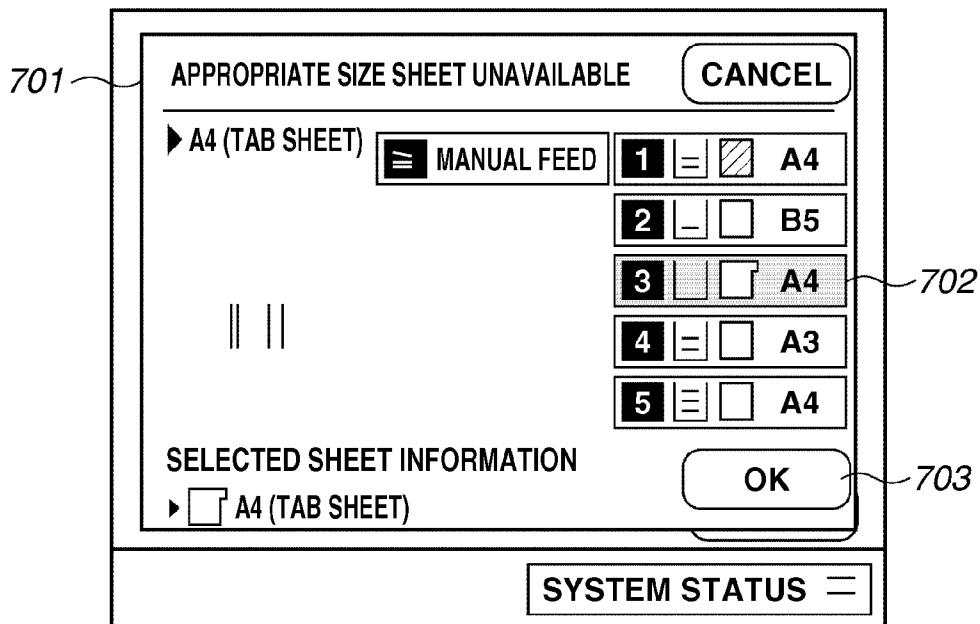 701
APPROPRIATE SIZE SHEET UNAVAILABLE
CANCEL
A4 (TAB SHEET)
MANUAL FEED
1 A4
2 B5
3 A4
702
4 A3
5 A4
SELECTED SHEET INFORMATION
A4 (TAB SHEET)
OK
703
SYSTEM STATUS